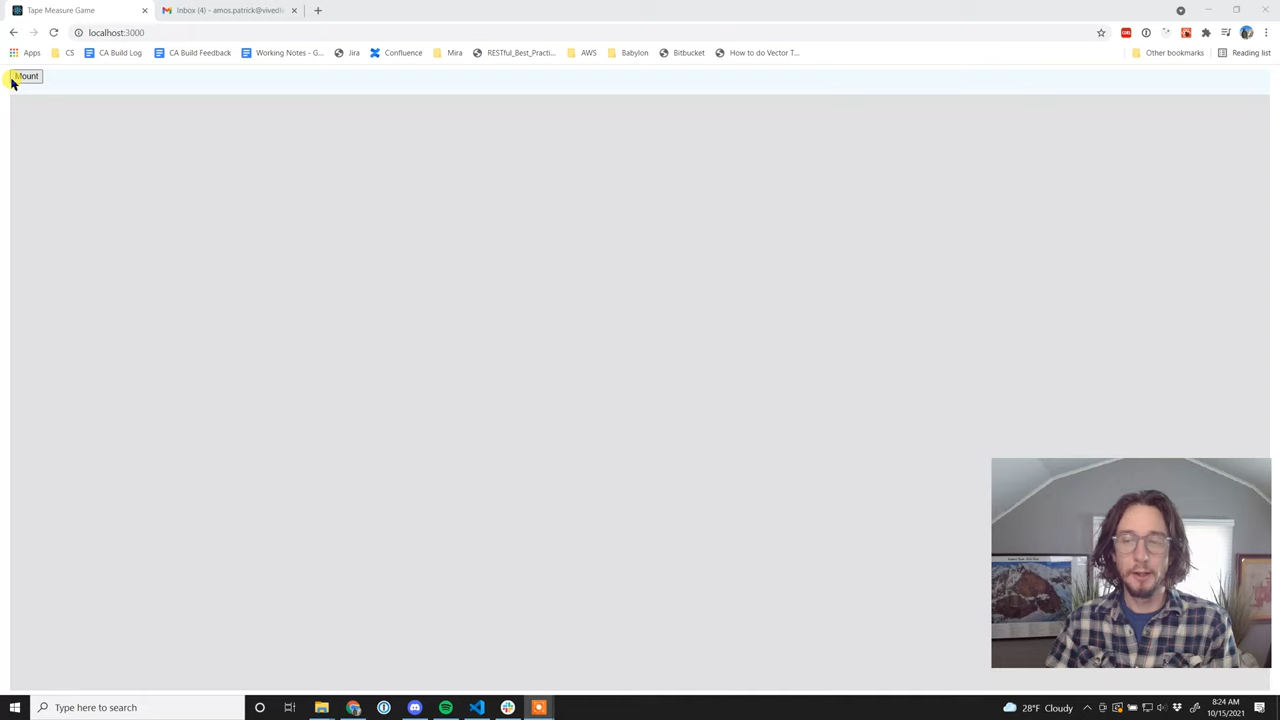 Tape Measure Game
Inbox (4) - amos.patrick@vivedl
localhost:3000
Apps
CS
CA Build Log
CA Build Feedback
Working Notes - G...
Jira
Confluence
Mira
RESTful_Best_Practi...
AWS
Babylon
Bitbucket
How to do Vector T...
Other bookmarks
Reading list
Mount
Type here to search
28°F Cloudy
8:24 AM
10/15/2021